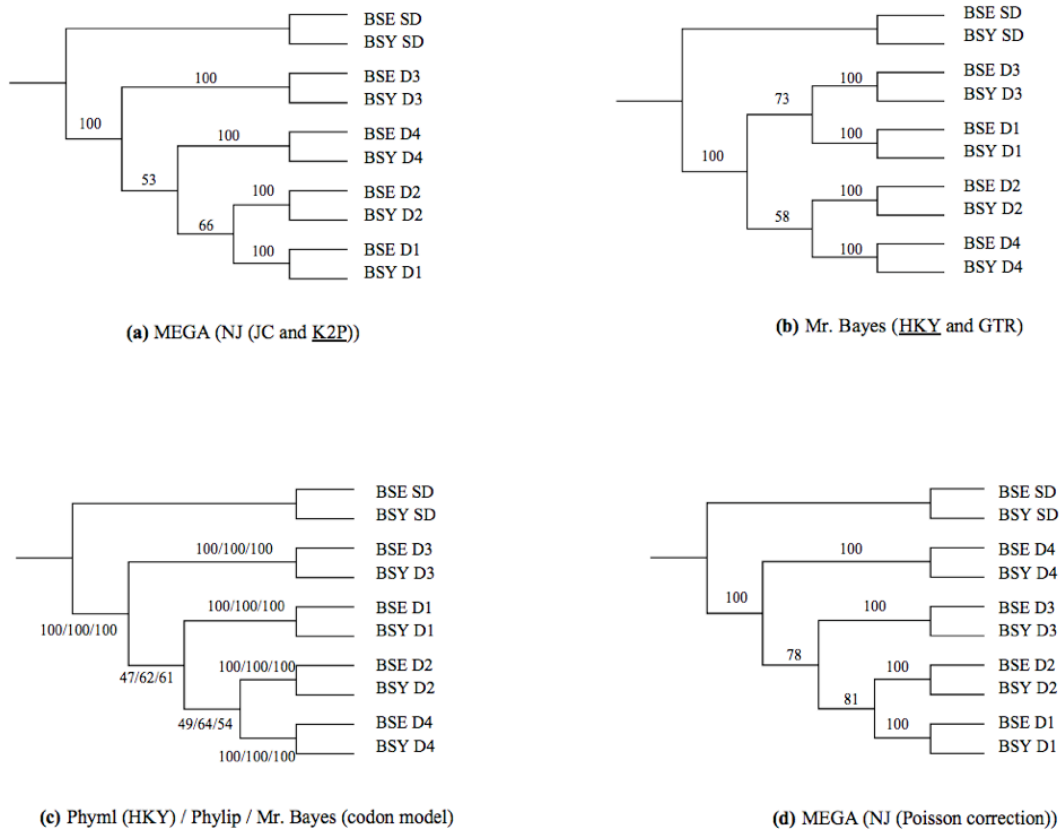 BSE SD
BSY SD
BSE D3
BSY D3
100
BSE D4
BSY D4
100
100
53
BSE D2
BSY D2
100
66
BSE D1
BSY D1
100
(a) MEGA (NJ (JC and K2P))
BSE SD
BSY SD
BSE D3
BSY D3
100
73
BSE D1
BSY D1
100
100
BSE D2
BSY D2
100
58
BSE D4
BSY D4
100
(b) Mr. Bayes (HKY and GTR)
BSE SD
BSY SD
BSE D3
BSY D3
100/100/100
BSE D1
BSY D1
100/100/100
100/100/100
47/62/61
BSE D2
BSY D2
100/100/100
49/64/54
BSE D4
BSY D4
100/100/100
(c) Phyml (HKY) / Phylip / Mr. Bayes (codon model)
BSE SD
BSY SD
BSE D4
BSY D4
100
100
BSE D3
BSY D3
100
78
BSE D2
BSY D2
100
81
BSE D1
BSY D1
100
(d) MEGA (NJ (Poisson correction))